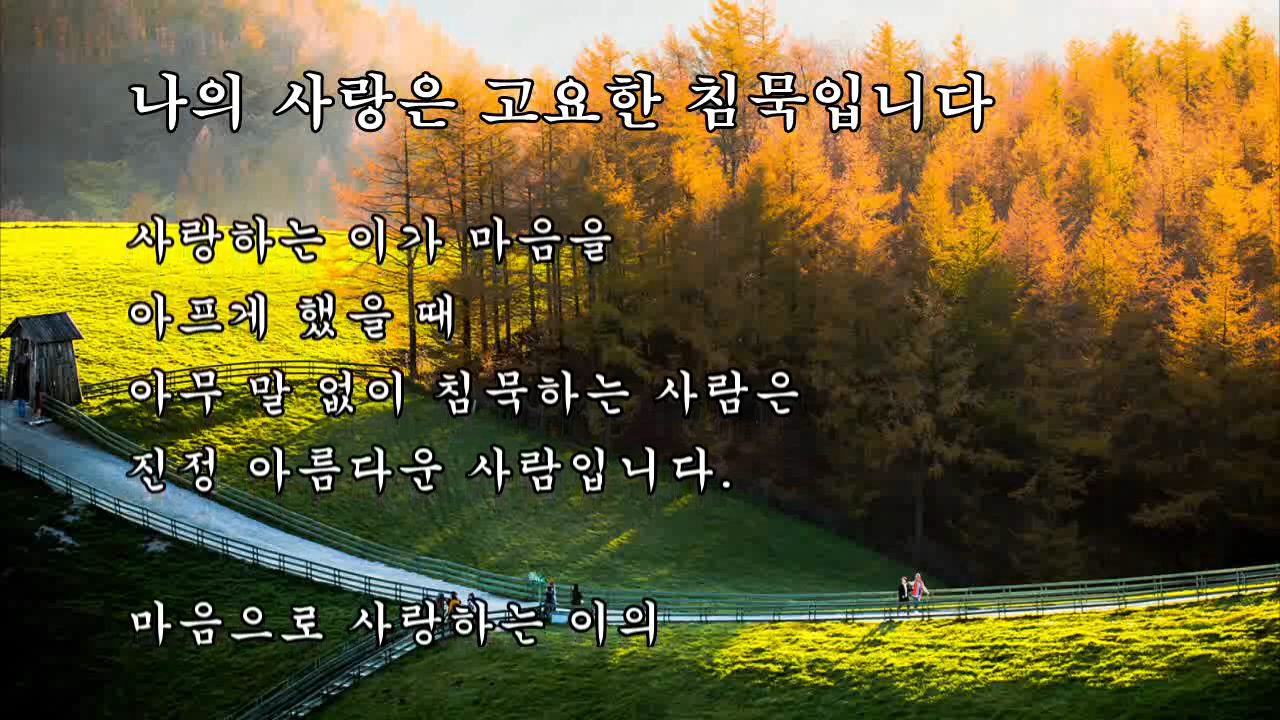 나의 사랑은 고요한 침묵입니다
사랑하는 이가 마음을
아프게 했을 때
아무 말 없이 침묵하는 사람은
진정 아름다운 사람입니다.
마음으로 사랑하는 이의